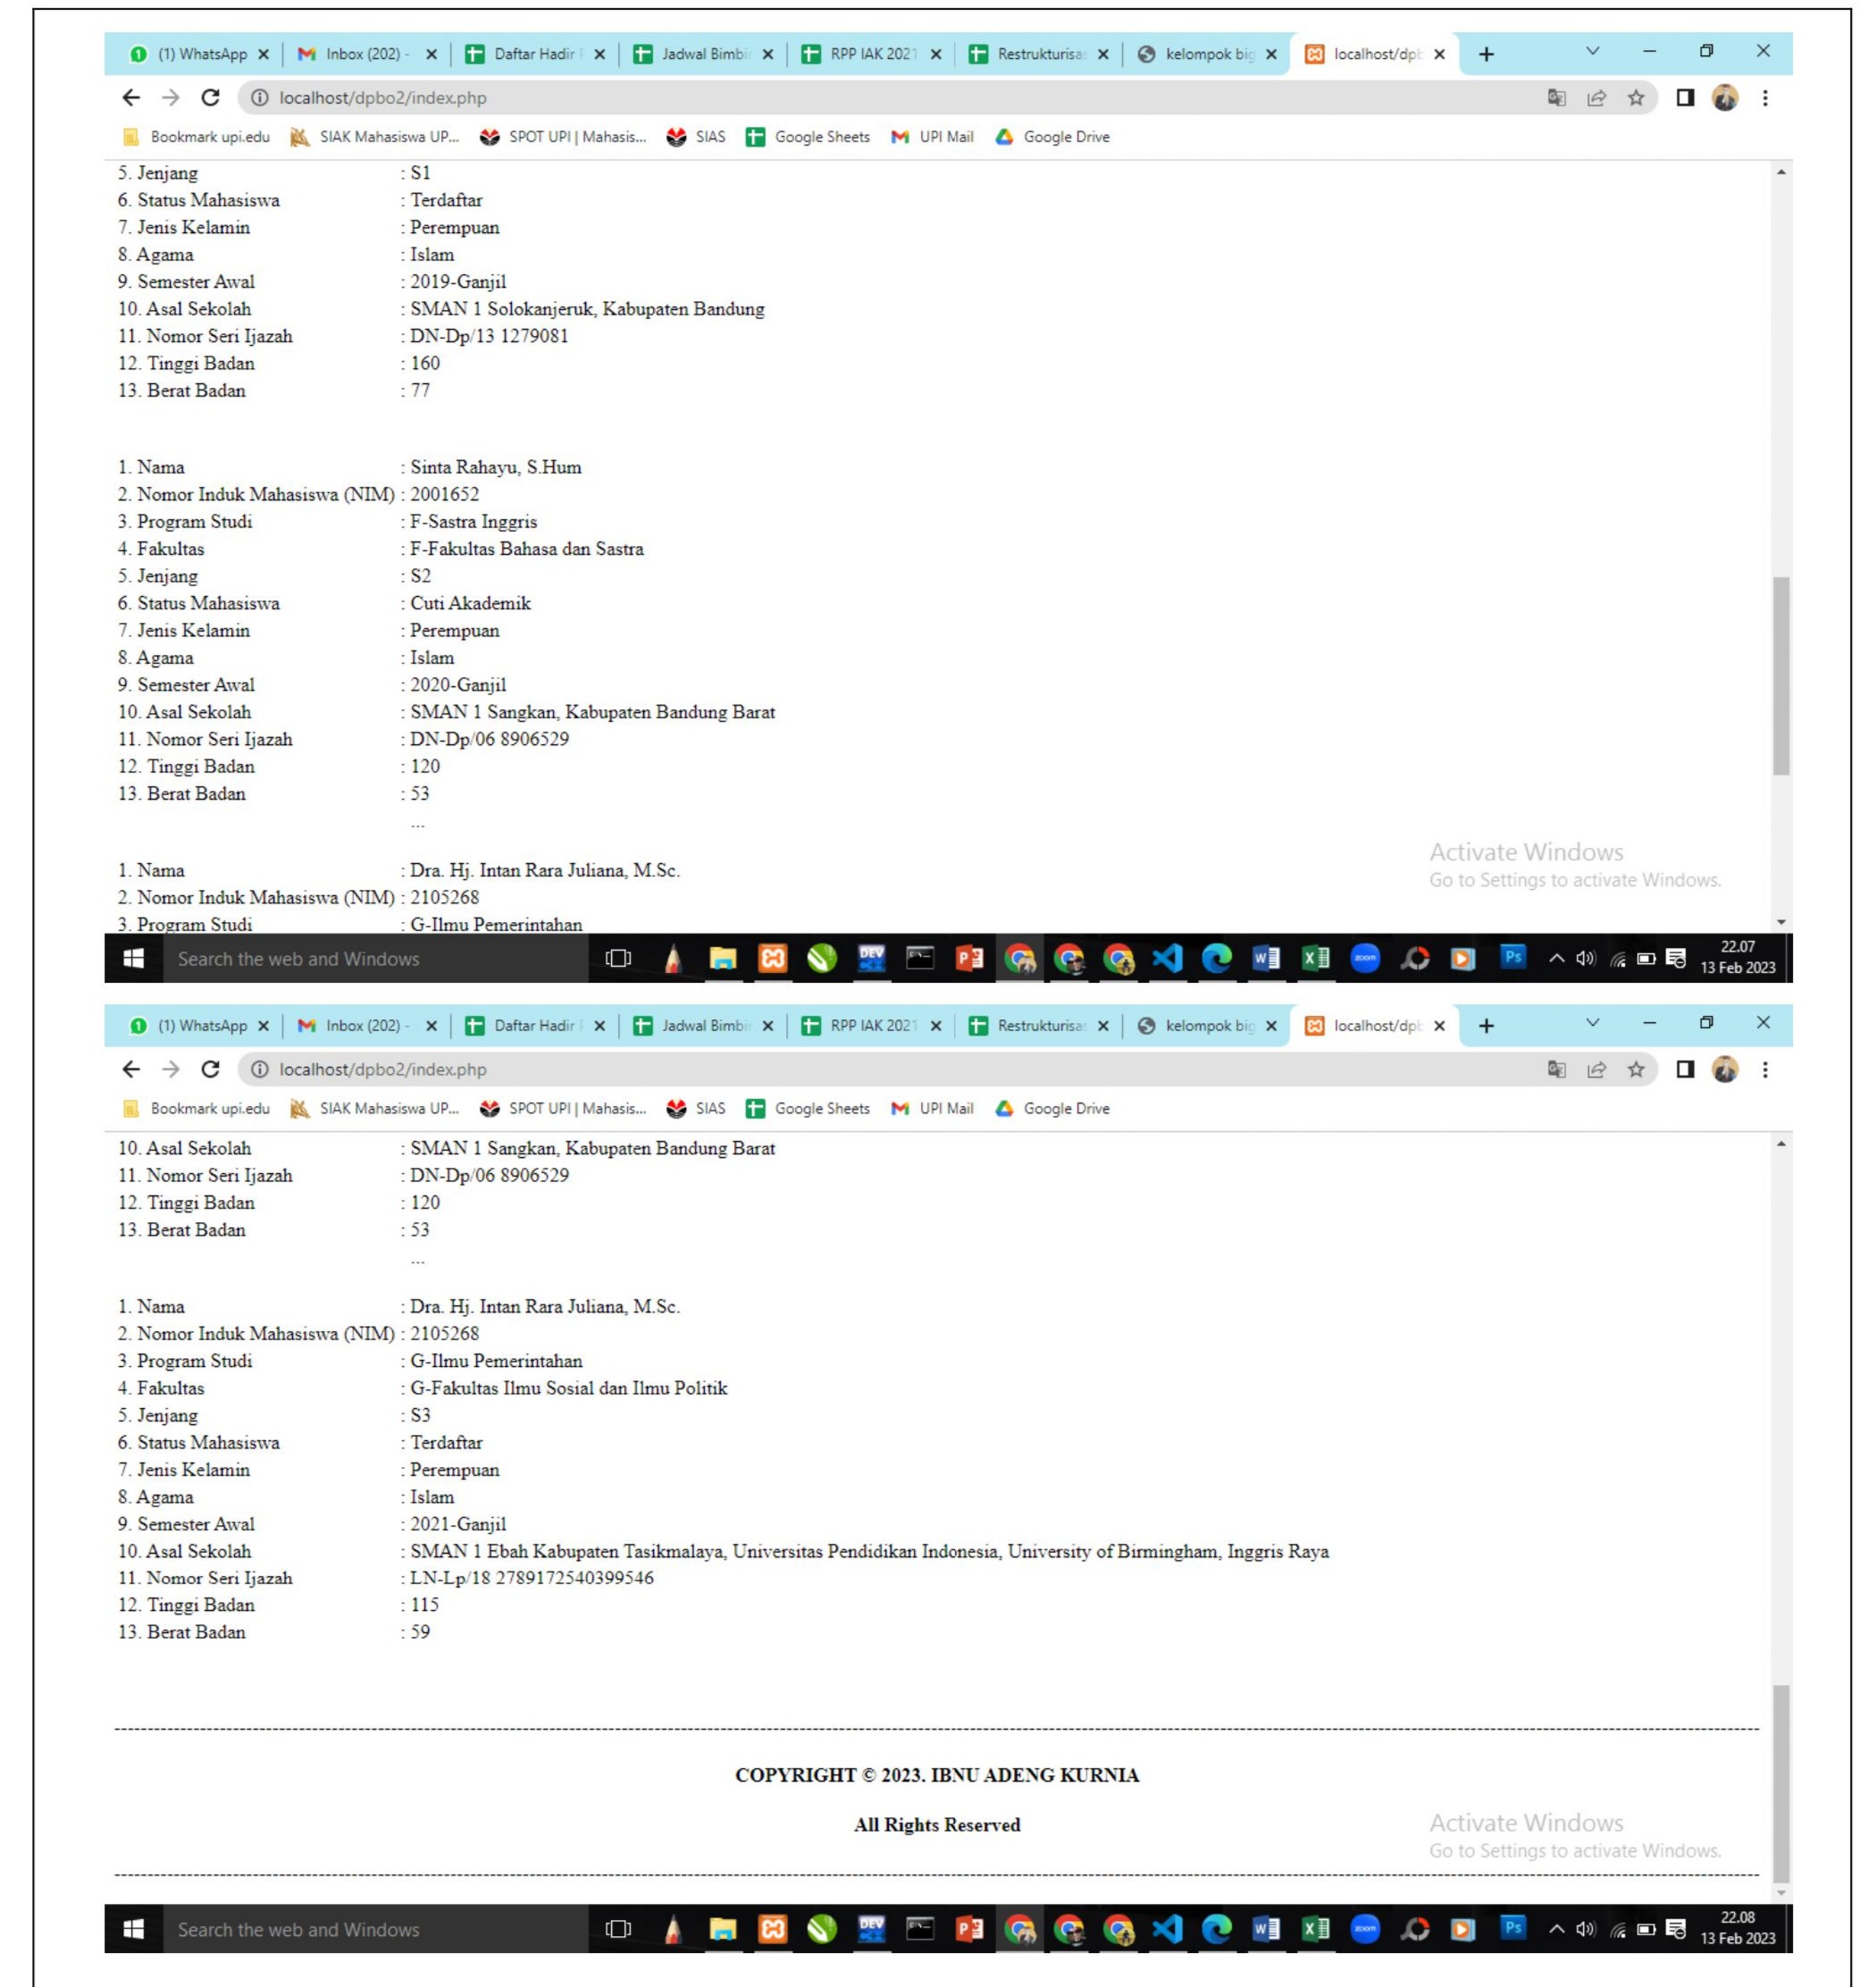 (1) WhatsApp
Inbox (202) -
Daftar Hadir
Jadwal Bimbin
RPP IAK 2021
Restrukturisas
kelompok big
localhost/dpb
localhost/dpbo2/index.php
Bookmark upi.edu
SIAK Mahasiswa UP...
SPOT UPI | Mahasis...
SIAS
Google Sheets
UPI Mail
Google Drive
5. Jenjang : S1
6. Status Mahasiswa : Terdaftar
7. Jenis Kelamin : Perempuan
8. Agama : Islam
9. Semester Awal : 2019-Ganjil
10. Asal Sekolah : SMAN 1 Solokanjeruk, Kabupaten Bandung
11. Nomor Seri Ijazah : DN-Dp/13 1279081
12. Tinggi Badan : 160
13. Berat Badan : 77
1. Nama : Sinta Rahayu, S.Hum
2. Nomor Induk Mahasiswa (NIM) : 2001652
3. Program Studi : F-Sastra Inggris
4. Fakultas : F-Fakultas Bahasa dan Sastra
5. Jenjang : S2
6. Status Mahasiswa : Cuti Akademik
7. Jenis Kelamin : Perempuan
8. Agama : Islam
9. Semester Awal : 2020-Ganjil
10. Asal Sekolah : SMAN 1 Sangkan, Kabupaten Bandung Barat
11. Nomor Seri Ijazah : DN-Dp/06 8906529
12. Tinggi Badan : 120
13. Berat Badan : 53
...
1. Nama : Dra. Hj. Intan Rara Juliana, M.Sc.
2. Nomor Induk Mahasiswa (NIM) : 2105268
3. Program Studi : G-Ilmu Pemerintahan
Activate Windows
Go to Settings to activate Windows.
Search the web and Windows
DEV
zoom
Ps
22.07
13 Feb 2023
(1) WhatsApp
Inbox (202) -
Daftar Hadir
Jadwal Bimbin
RPP IAK 2021
Restrukturisas
kelompok big
localhost/dpb
localhost/dpbo2/index.php
Bookmark upi.edu
SIAK Mahasiswa UP...
SPOT UPI | Mahasis...
SIAS
Google Sheets
UPI Mail
Google Drive
10. Asal Sekolah : SMAN 1 Sangkan, Kabupaten Bandung Barat
11. Nomor Seri Ijazah : DN-Dp/06 8906529
12. Tinggi Badan : 120
13. Berat Badan : 53
...
1. Nama : Dra. Hj. Intan Rara Juliana, M.Sc.
2. Nomor Induk Mahasiswa (NIM) : 2105268
3. Program Studi : G-Ilmu Pemerintahan
4. Fakultas : G-Fakultas Ilmu Sosial dan Ilmu Politik
5. Jenjang : S3
6. Status Mahasiswa : Terdaftar
7. Jenis Kelamin : Perempuan
8. Agama : Islam
9. Semester Awal : 2021-Ganjil
10. Asal Sekolah : SMAN 1 Ebah Kabupaten Tasikmalaya, Universitas Pendidikan Indonesia, University of Birmingham, Inggris Raya
11. Nomor Seri Ijazah : LN-Lp/18 2789172540399546
12. Tinggi Badan : 115
13. Berat Badan : 59
COPYRIGHT © 2023. IBNU ADENG KURNIA
All Rights Reserved
Activate Windows
Go to Settings to activate Windows.
Search the web and Windows
DEV
zoom
Ps
22.08
13 Feb 2023